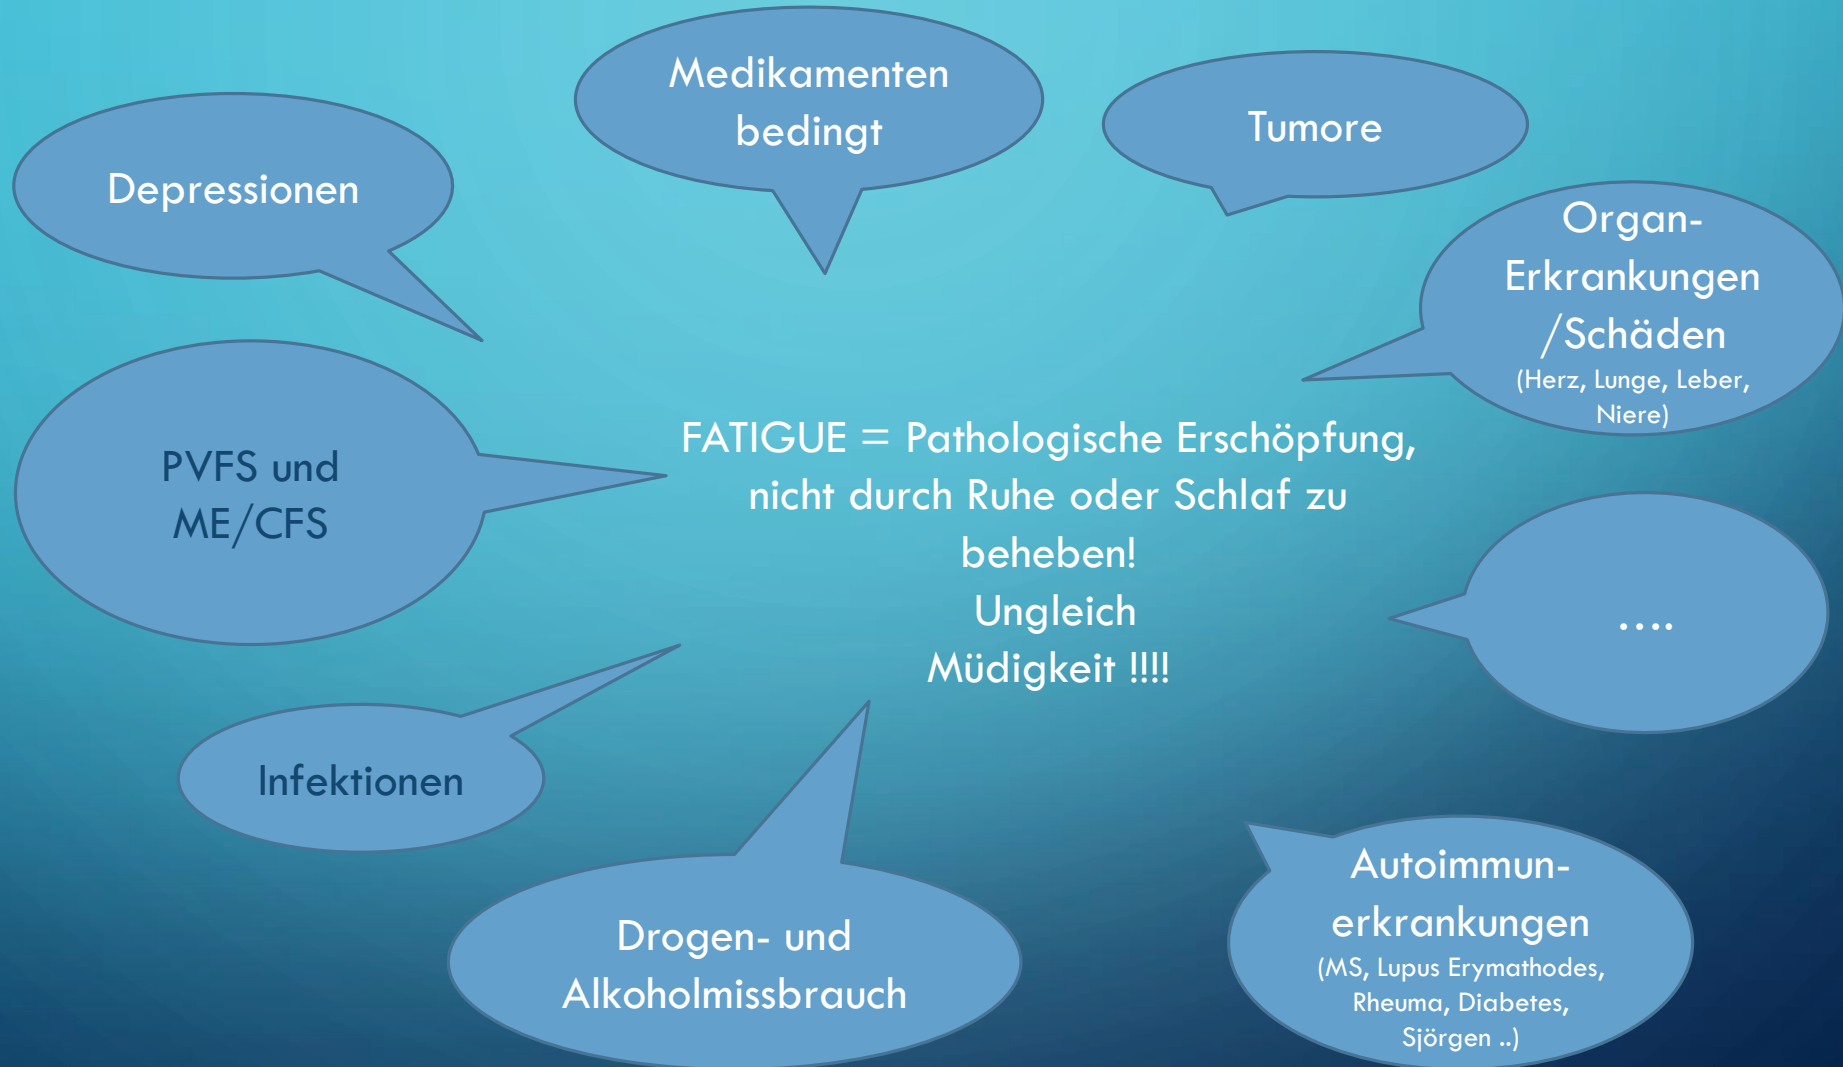 Medikamenten
bedingt
Tumore
Depressionen
Organ-
Erkrankungen
/Schäden
(Herz, Lunge, Leber,
Niere)
PVFS und
ME/CFS
FATIGUE = Pathologische Erschöpfung,
nicht durch Ruhe oder Schlaf zu
beheben!
Ungleich
Müdigkeit !!!!
....
Infektionen
Drogen- und
Alkoholmissbrauch
Autoimmun-
erkrankungen
(MS, Lupus Erymathodes,
Rheuma, Diabetes,
Sjörgen ..)